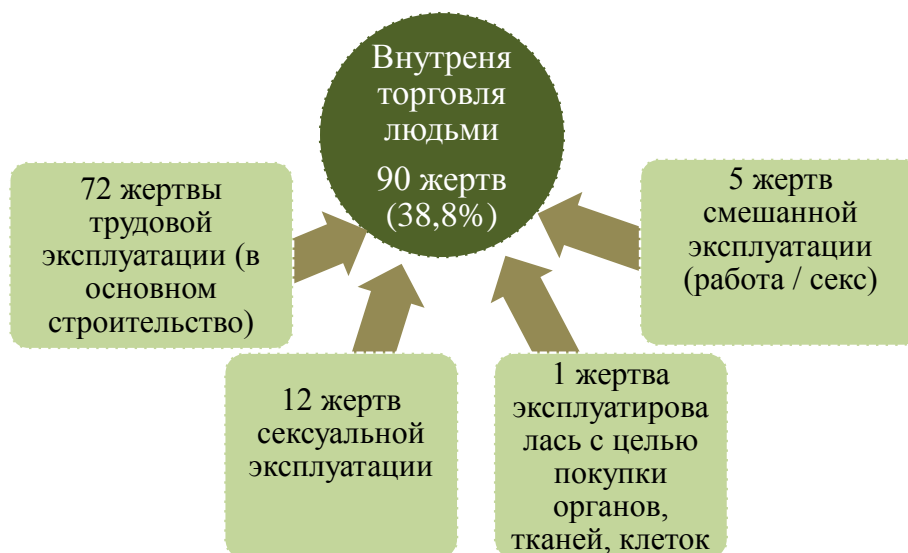 Внутреня
торговля
людьми
90 жертв
(38,8%)
72 жертвы
трудовой
эксплуатации (в
основном
строительство)
12 жертв
сексуальной
эксплуатации
1 жертва
эксплуатирова
лась с целью
покупки
органов,
тканей, клеток
5 жертв
смешанной
эксплуатации
(работа / секс)